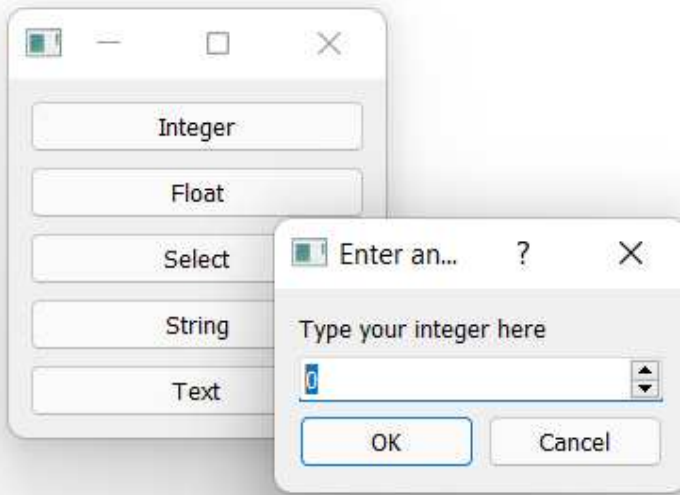 Integer
Float
Select
String
Text
Enter an... ?
Type your integer here
0
OK Cancel